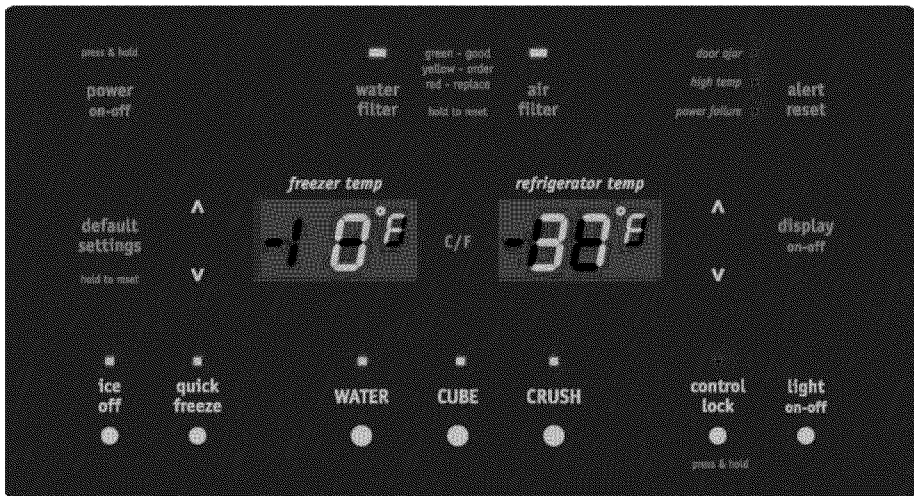 press & hold
power
on-off
water
filter
green - good
yellow - order
red - replace
hold to reset
air
filter
door ajar
high temp
power failure
alert
reset
freezer temp
0°F
refrigerator temp
37°F
default
settings
hold to reset
C/F
display
on-off
ice
off
quick
freeze
WATER
CUBE
CRUSH
control
lock
press & hold
light
on-off